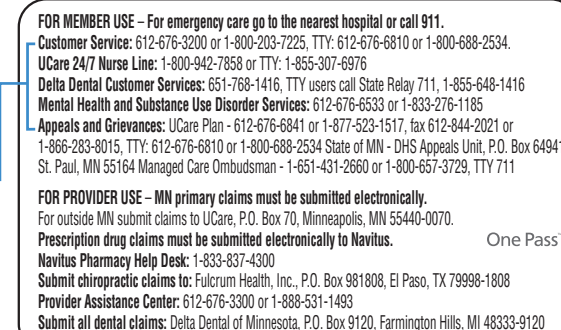 FOR MEMBER USE – For emergency care go to the nearest hospital or call 911.
Customer Service: 612-676-3200 or 1-800-203-7225, TTY: 612-676-6810 or 1-800-688-2534.
UCare 24/7 Nurse Line: 1-800-942-7858 or TTY: 1-855-307-6976
Delta Dental Customer Services: 651-768-1416, TTY users call State Relay 711, 1-855-648-1416
Mental Health and Substance Use Disorder Services: 612-676-6533 or 1-833-276-1185
Appeals and Grievances: UCare Plan - 612-676-6841 or 1-877-523-1517, fax 612-844-2021 or
1-866-283-8015, TTY: 612-676-6810 or 1-800-688-2534 State of MN - DHS Appeals Unit, P.O. Box 64941
St. Paul, MN 55164 Managed Care Ombudsman - 1-651-431-2660 or 1-800-657-3729, TTY 711
FOR PROVIDER USE – MN primary claims must be submitted electronically.
For outside MN submit claims to UCare, P.O. Box 70, Minneapolis, MN 55440-0070.
Prescription drug claims must be submitted electronically to Navitus. One Pass
Navitus Pharmacy Help Desk: 1-833-837-4300
Submit chiropractic claims to: Fulcrum Health, Inc., P.O. Box 981808, El Paso, TX 79998-1808
Provider Assistance Center: 612-676-3300 or 1-888-531-1493
Submit all dental claims: Delta Dental of Minnesota, P.O. Box 9120, Farmington Hills, MI 48333-9120